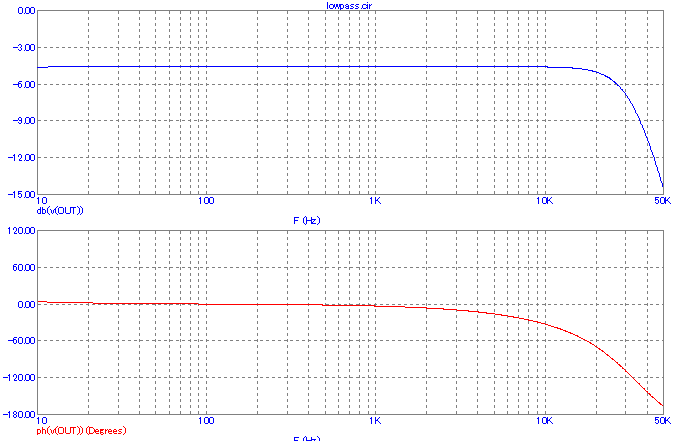 lowpass.cir
0.00
-3.00
-6.00
-9.00
-12.00
-15.00
10 100 1K 10K 50K
db(v(OUT))
F (Hz)
120.00
60.00
0.00
-60.00
-120.00
-180.00
10 100 1K 10K 50K
ph(v(OUT)) (Degrees)
F (Hz)